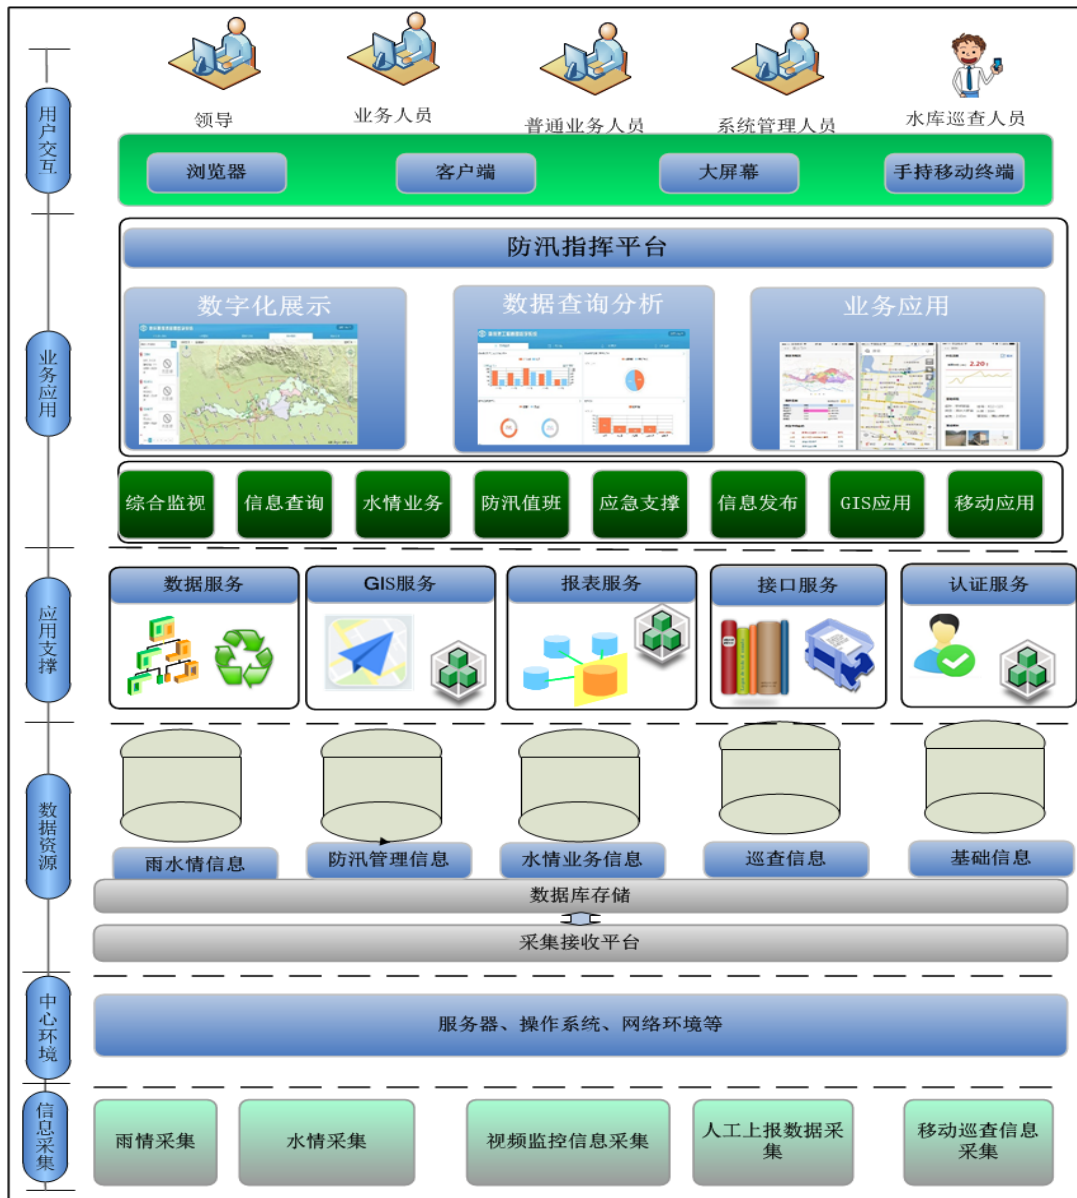 用户交互
领导
业务人员
普通业务人员
系统管理人员
水库巡查人员
浏览器
客户端
大屏幕
手持移动终端
业务应用
防汛指挥平台
数字化展示
数据查询分析
业务应用
2.20
综合监视
信息查询
水情业务
防汛值班
应急支撑
信息发布
GIS应用
移动应用
应用支撑
数据服务
GIS服务
报表服务
接口服务
认证服务
数据资源
雨水情信息
防汛管理信息
水情业务信息
巡查信息
基础信息
数据库存储
采集接收平台
中心环境
服务器、操作系统、网络环境等
信息采集
雨情采集
水情采集
视频监控信息采集
人工上报数据采
集
移动巡查信息
采集